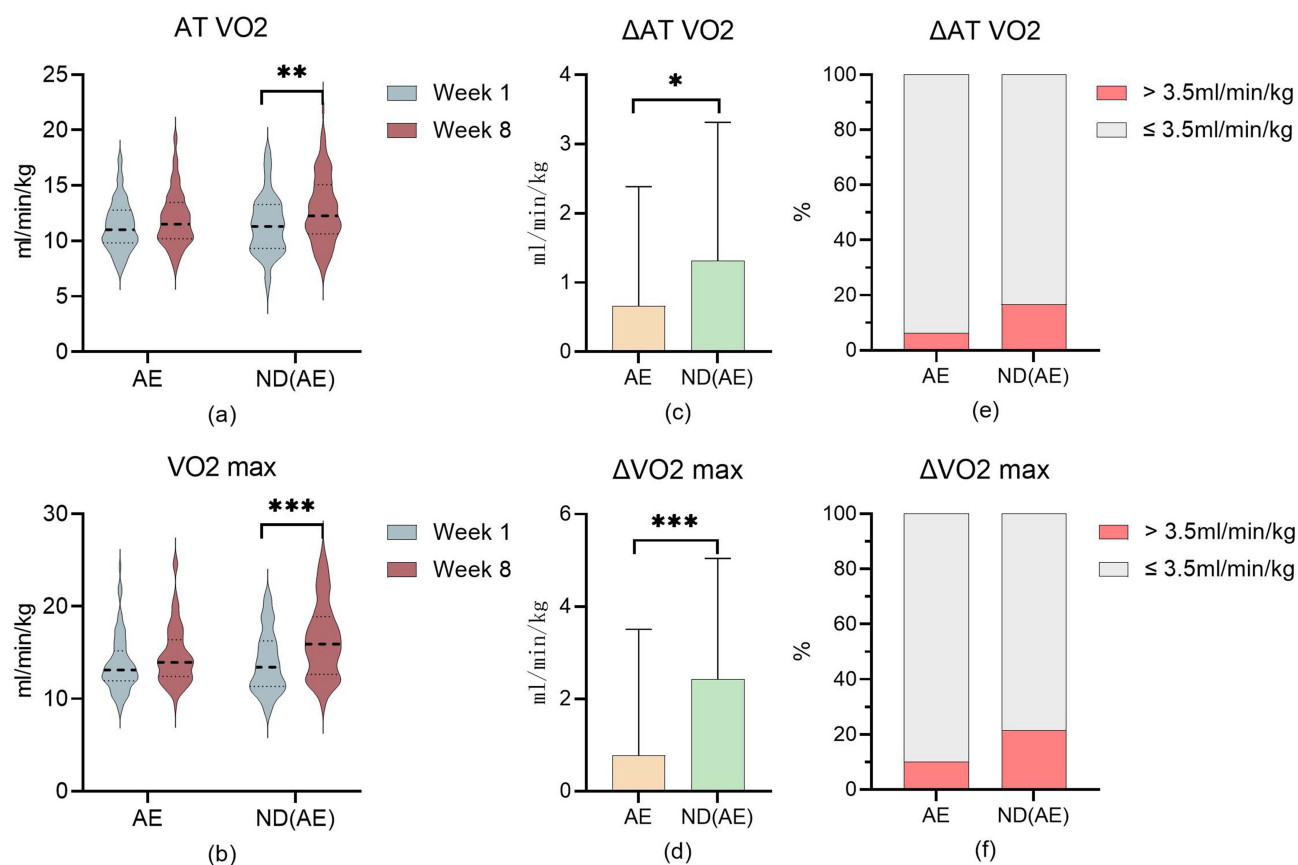 AT VO2
25
20
15
10
5
0
ml/min/kg
**
Week 1
Week 8
AE
ND(AE)
(a)
ΔAT VO2
4
3
2
1
0
ml/min/kg
*
AE
ND(AE)
(c)
ΔAT VO2
100
80
60
40
20
0
%
> 3.5ml/min/kg
≤ 3.5ml/min/kg
AE
ND(AE)
(e)
VO2 max
30
20
10
0
ml/min/kg
***
Week 1
Week 8
AE
ND(AE)
(b)
ΔVO2 max
6
4
2
0
ml/min/kg
***
AE
ND(AE)
(d)
ΔVO2 max
100
80
60
40
20
0
%
> 3.5ml/min/kg
≤ 3.5ml/min/kg
AE
ND(AE)
(f)